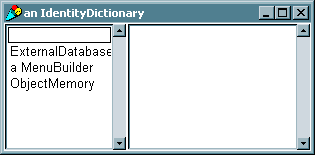 an IdentityDictionary
ExternalDatabase
a MenuBuilder
ObjectMemory